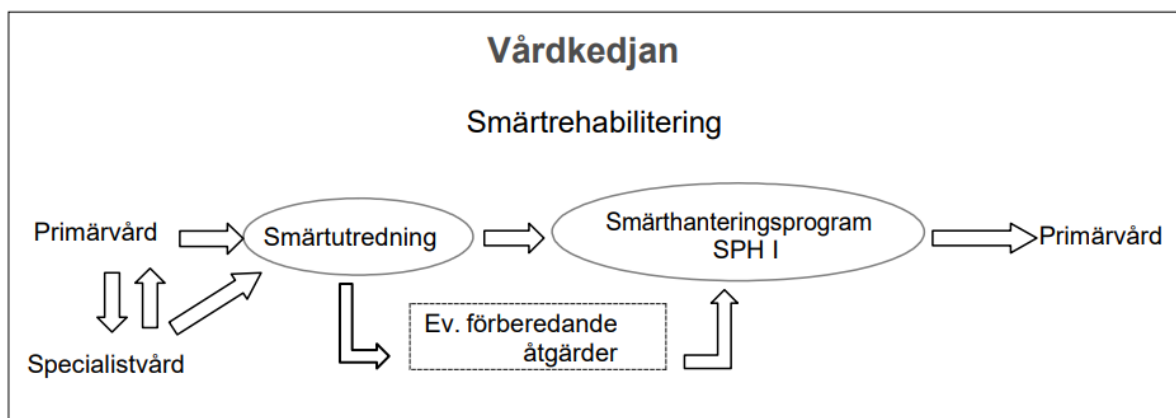 Vårdkedjan
Smärtrehabilitering
Primärvård
Smärtutredning
Smärthanteringsprogram
SPH I
Primärvård
Specialistvård
Ev. förberedande
åtgärder